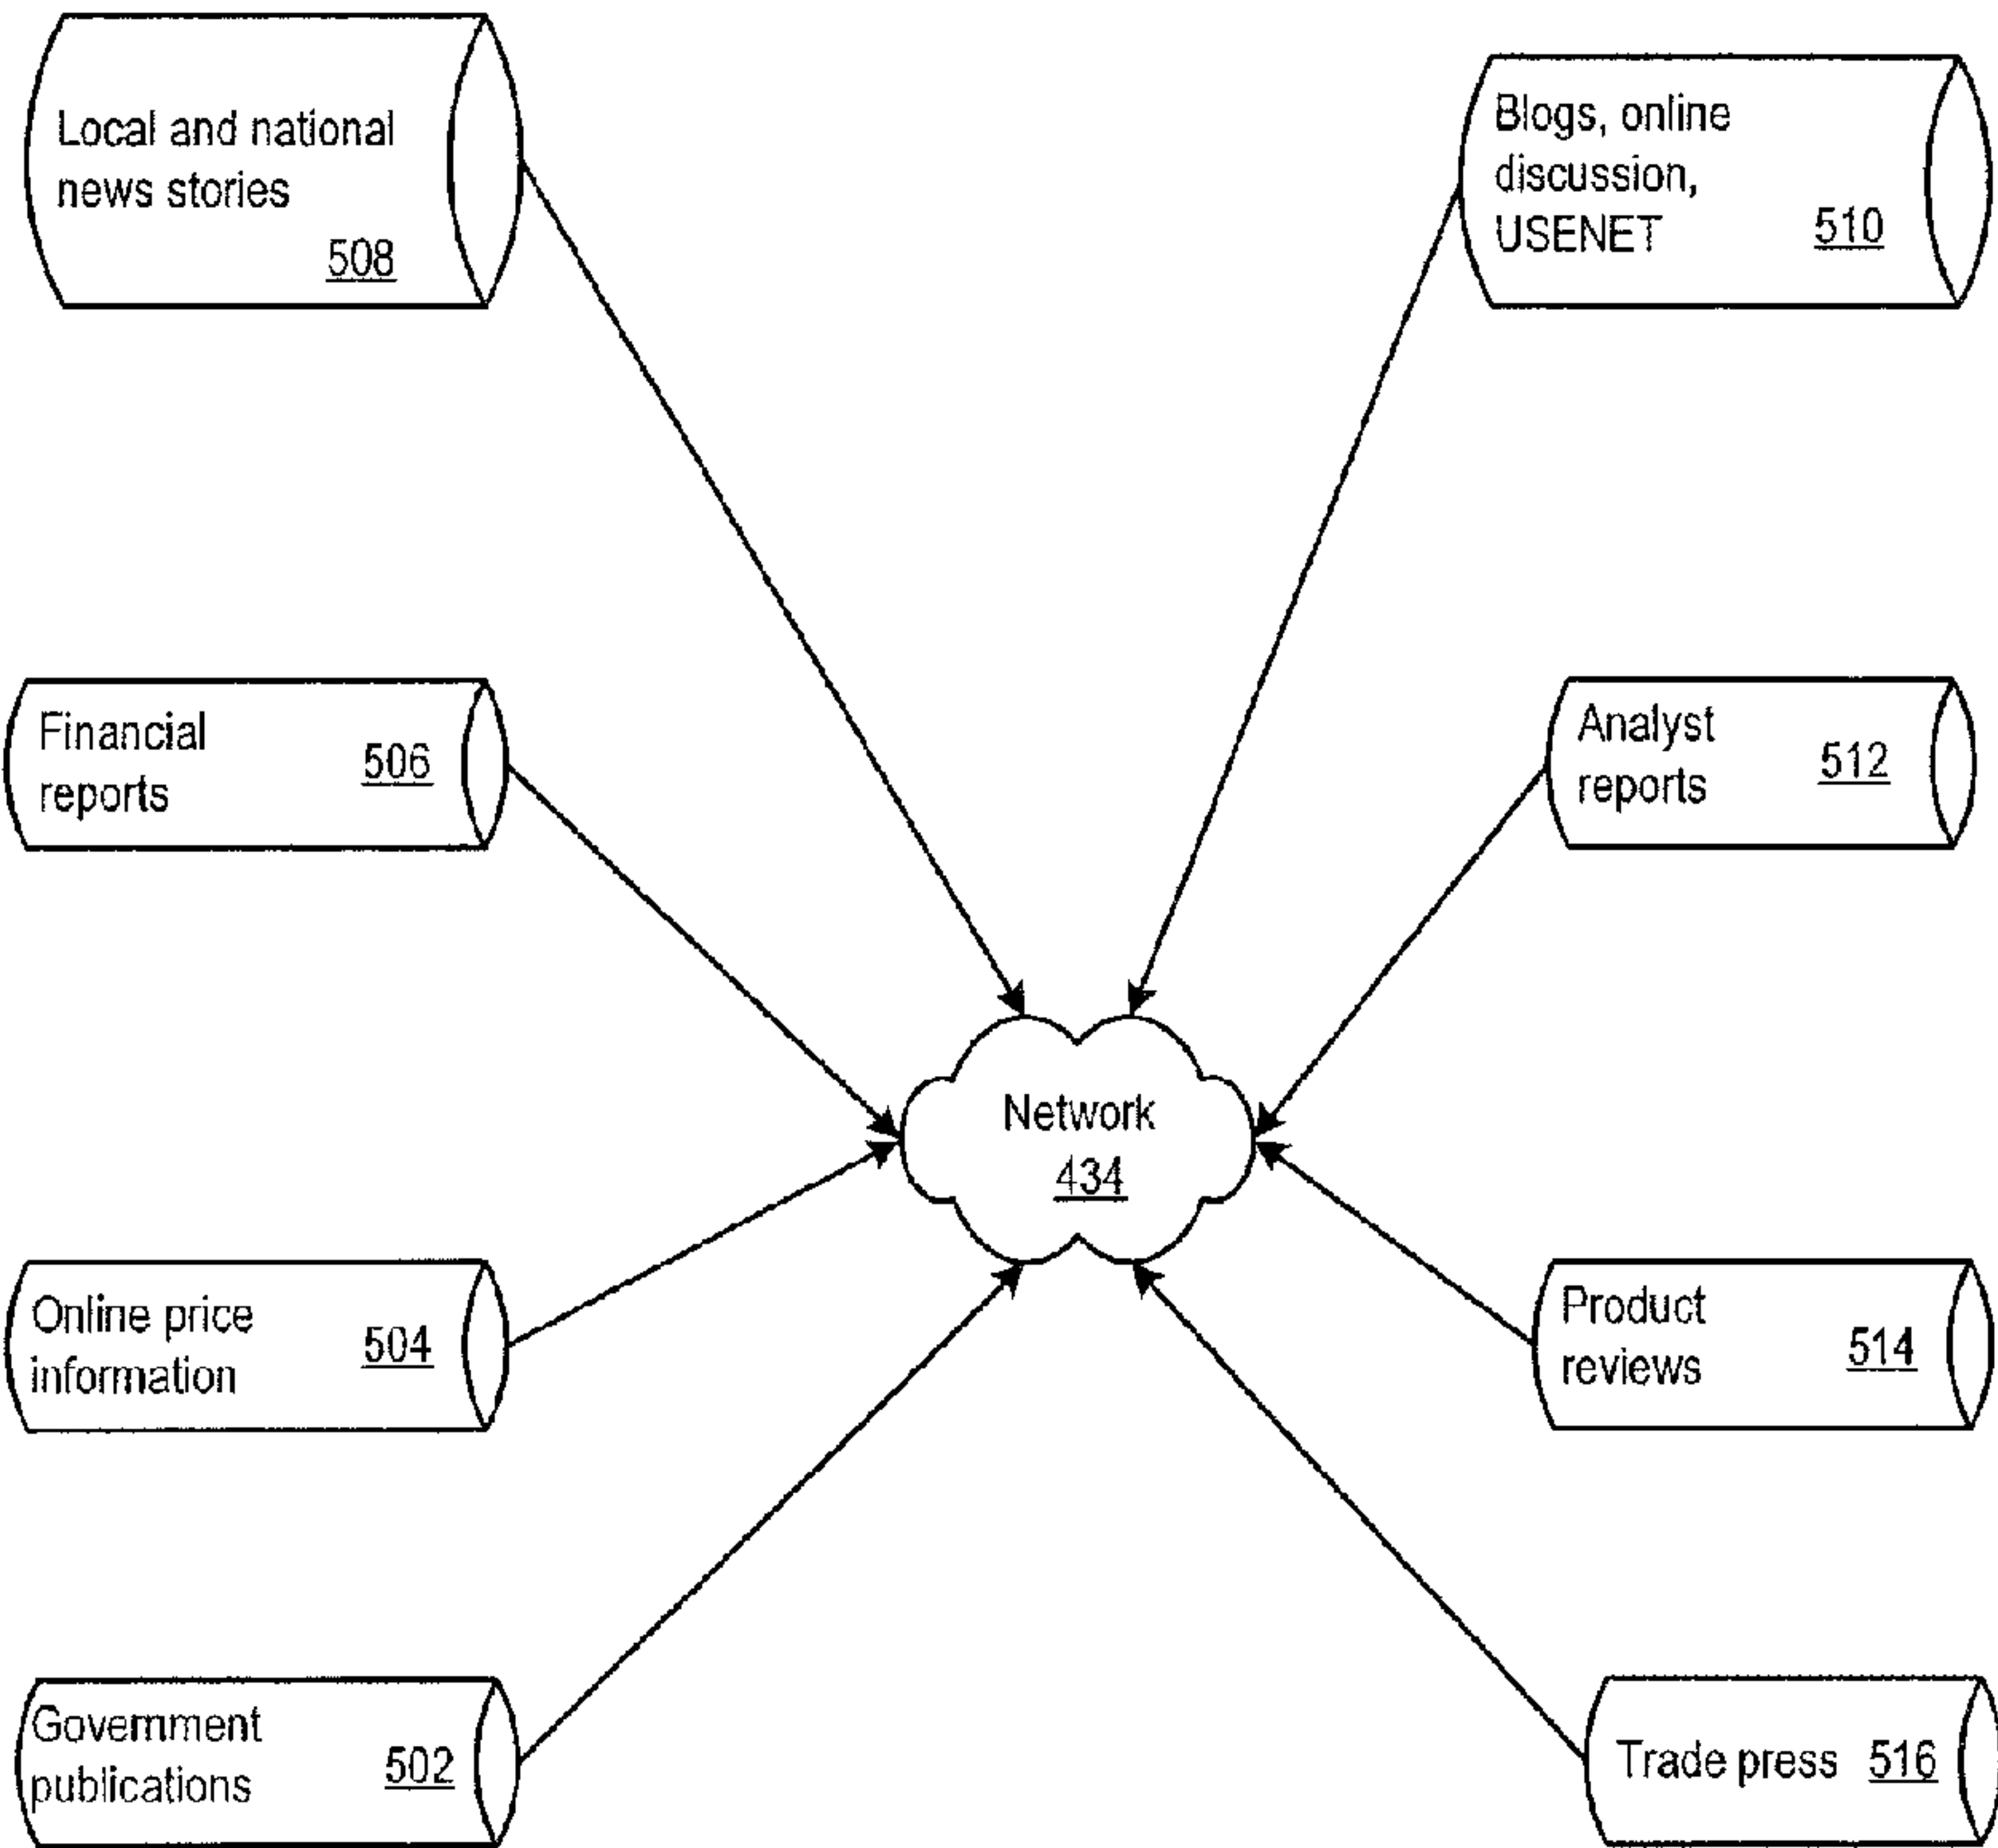 Local and national
news stories
508
Blogs, online
discussion,
USENET 510
Financial
reports 506
Analyst
reports 512
Network
434
Online price
information 504
Product
reviews 514
Government
publications 502
Trade press 516